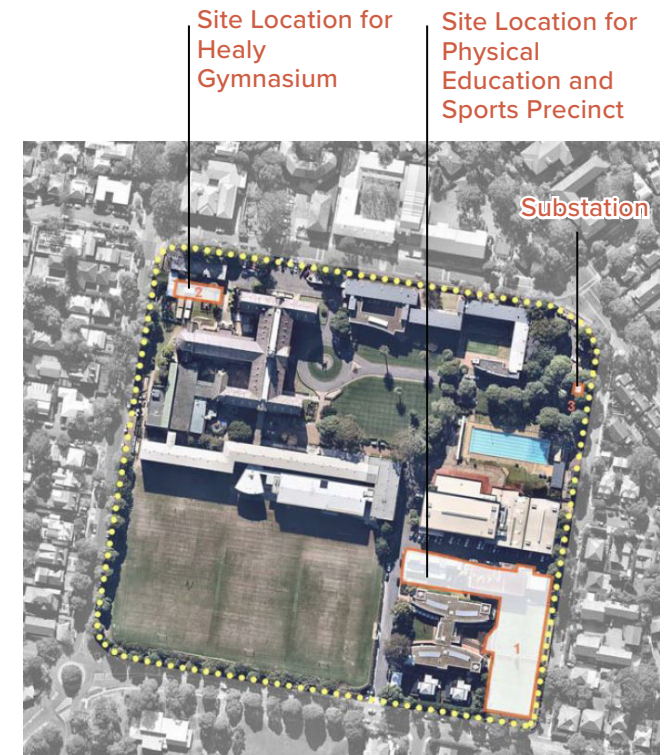 Site Location for
Healy
Gymnasium
Site Location for
Physical
Education and
Sports Precinct
Substation
2
3
1